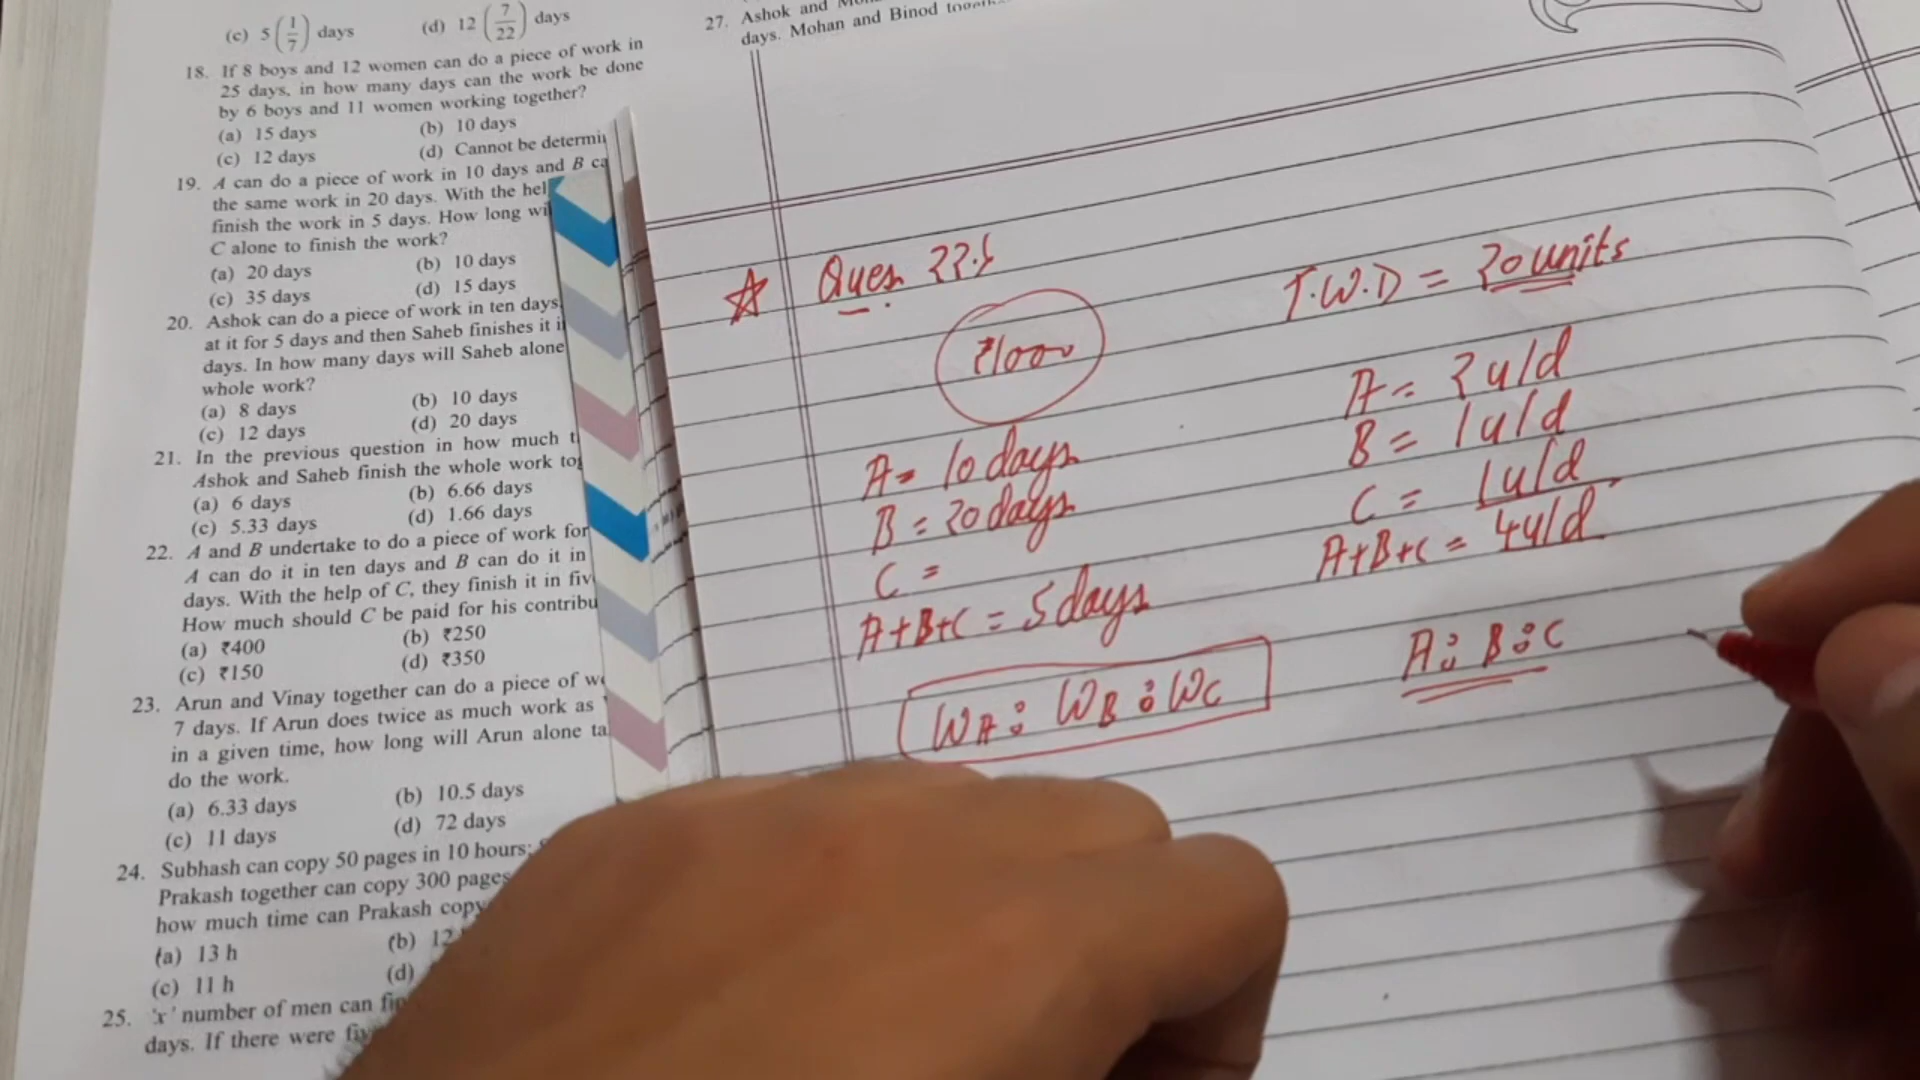 (c) 5 (1/7) days (d) 12 (7/22) days
18. If 8 boys and 12 women can do a piece of work in
25 days, in how many days can the work be done
by 6 boys and 11 women working together?
(a) 15 days (b) 10 days
(c) 12 days (d) Cannot be determi
19. A can do a piece of work in 10 days and B ca
the same work in 20 days. With the hel
finish the work in 5 days. How long wi
C alone to finish the work?
(a) 20 days (b) 10 days
(c) 35 days (d) 15 days
20. Ashok can do a piece of work in ten days.
at it for 5 days and then Saheb finishes it i
days. In how many days will Saheb alone
whole work?
(a) 8 days (b) 10 days
(c) 12 days (d) 20 days
21. In the previous question in how much t
Ashok and Saheb finish the whole work tog
(a) 6 days (b) 6.66 days
(c) 5.33 days (d) 1.66 days
22. A and B undertake to do a piece of work for
A can do it in ten days and B can do it in
days. With the help of C, they finish it in fiv
How much should C be paid for his contribu
(a) ₹400 (b) ₹250
(c) ₹150 (d) ₹350
23. Arun and Vinay together can do a piece of wo
7 days. If Arun does twice as much work as
in a given time, how long will Arun alone ta
do the work.
(a) 6.33 days (b) 10.5 days
(c) 11 days (d) 72 days
24. Subhash can copy 50 pages in 10 hours;
Prakash together can copy 300 pages
how much time can Prakash copy
(a) 13 h (b) 12
(c) 11 h (d)
25. 'x' number of men can fin
days. If there were fiv
27. Ashok and
days. Mohan and Binod
Ques. 22.
₹1000
A = 10 days
B = 20 days
C =
A+B+C = 5 days
WA : WB : WC
T.W.D = 20 units
A = 2u/d
B = 1u/d
C = 1u/d
A+B+C = 4u/d
A : B : C